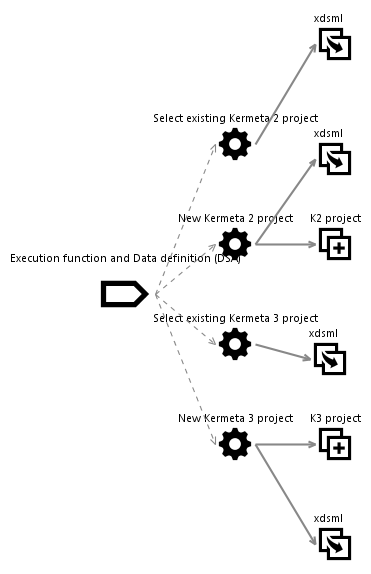 xdsml
Select existing Kermeta 2 project
xdsml
New Kermeta 2 project
K2 project
Execution function and Data definition (DSA)
Select existing Kermeta 3 project
xdsml
New Kermeta 3 project
K3 project
xdsml